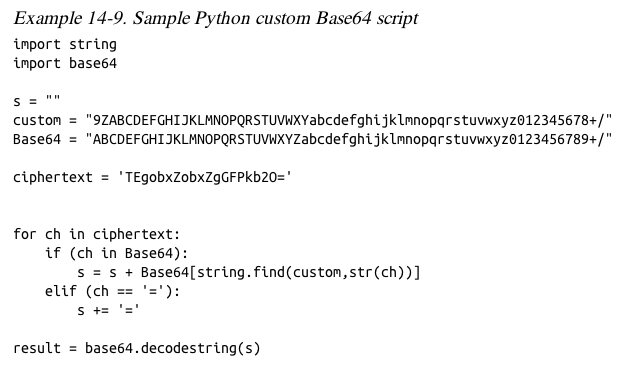 Example 14-9. Sample Python custom Base64 script
import string
import base64
s = ""
custom = "9ZABCDEFGHIJKLMNOPQRSTUVWXYabcdefghijklmnopqrstuvwxyz012345678+/"
Base64 = "ABCDEFGHIJKLMNOPQRSTUVWXYZabcdefghijklmnopqrstuvwxyz0123456789+/"
ciphertext = 'TEgobxZobxZgGFPkb2O='
for ch in ciphertext:
    if (ch in Base64):
        s = s + Base64[string.find(custom,str(ch))]
    elif (ch == '='):
        s += '='
result = base64.decodestring(s)